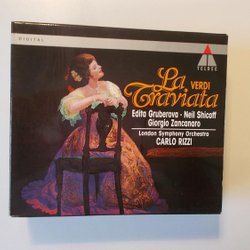 DIGITAL
TELDEC
VERDI
La
Traviata
Edita Gruberova · Neil Shicoff
Giorgio Zancanaro
London Symphony Orchestra
CARLO RIZZI